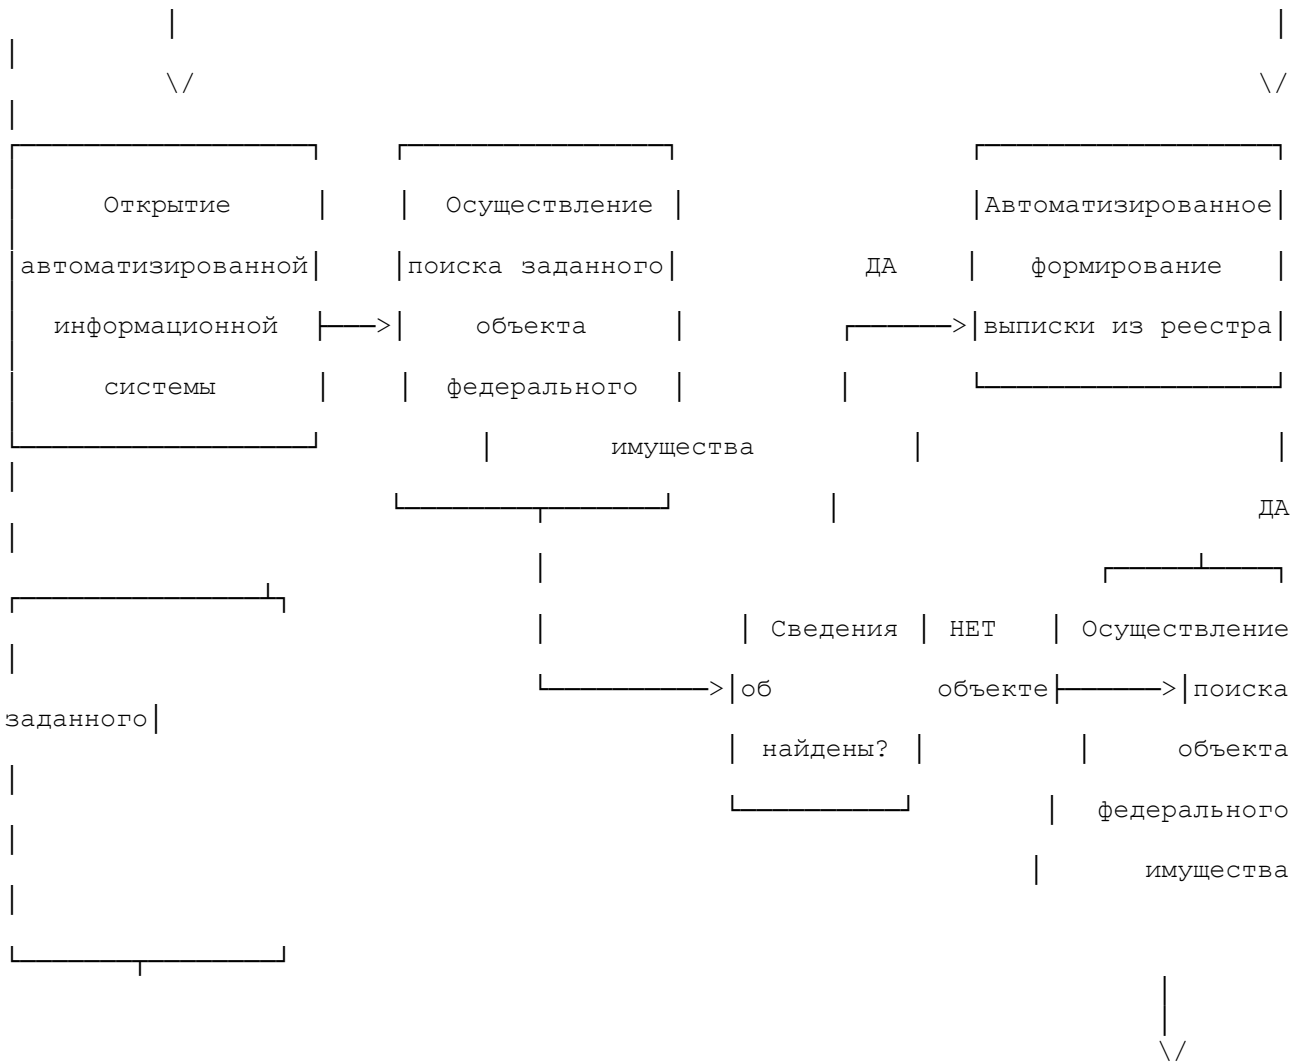 Открытие Осуществление Автоматизированное
автоматизированной поиска заданного ДА формирование
информационной объекта выписки из реестра
системы федерального
имущества
ДА
Сведения НЕТ Осуществление
об объекте поиска
заданного
найдены? объекта
федерального
имущества